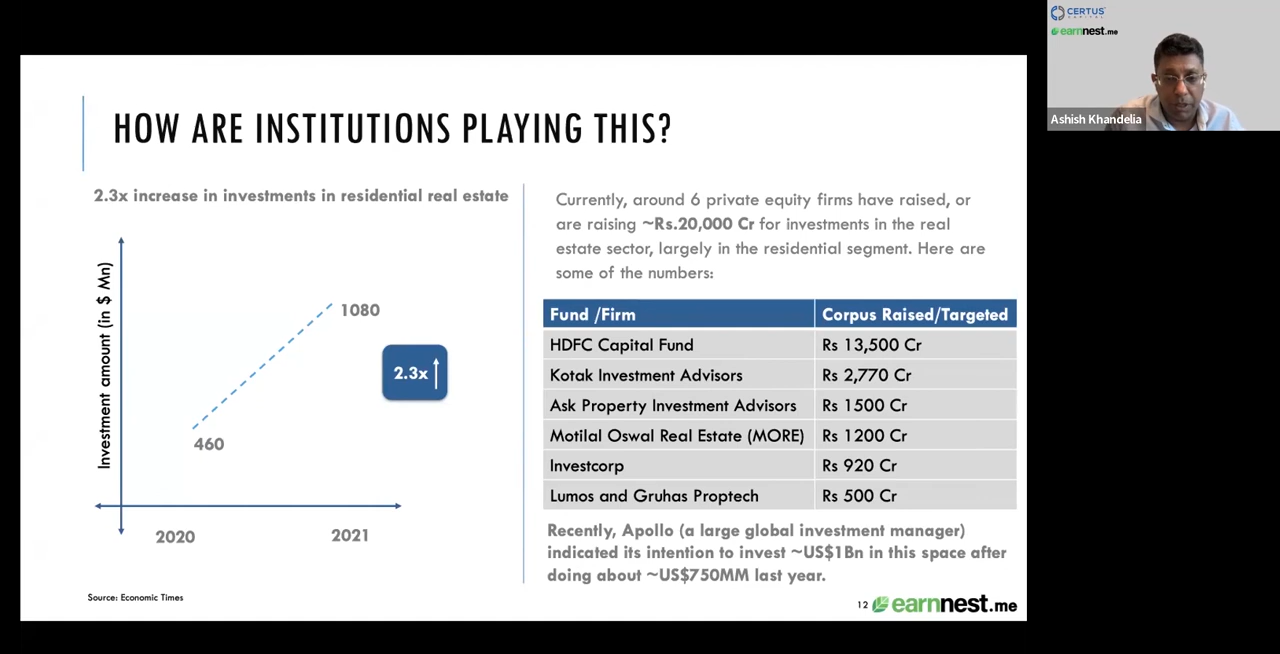 HOW ARE INSTITUTIONS PLAYING THIS?
2.3x increase in investments in residential real estate
Investment amount (in $ Mn)
1080
2.3x
460
2020
2021
Source: Economic Times
Currently, around 6 private equity firms have raised, or
are raising ~Rs.20,000 Cr for investments in the real
estate sector, largely in the residential segment. Here are
some of the numbers:
Fund /Firm Corpus Raised/Targeted
HDFC Capital Fund Rs 13,500 Cr
Kotak Investment Advisors Rs 2,770 Cr
Ask Property Investment Advisors Rs 1500 Cr
Motilal Oswal Real Estate (MORE) Rs 1200 Cr
Investcorp Rs 920 Cr
Lumos and Gruhas Proptech Rs 500 Cr
Recently, Apollo (a large global investment manager)
indicated its intention to invest ~US$1Bn in this space after
doing about ~US$750MM last year.
12 earnnest.me
CERTUS
CAPITAL
earnnest.me
Ashish Khandelia